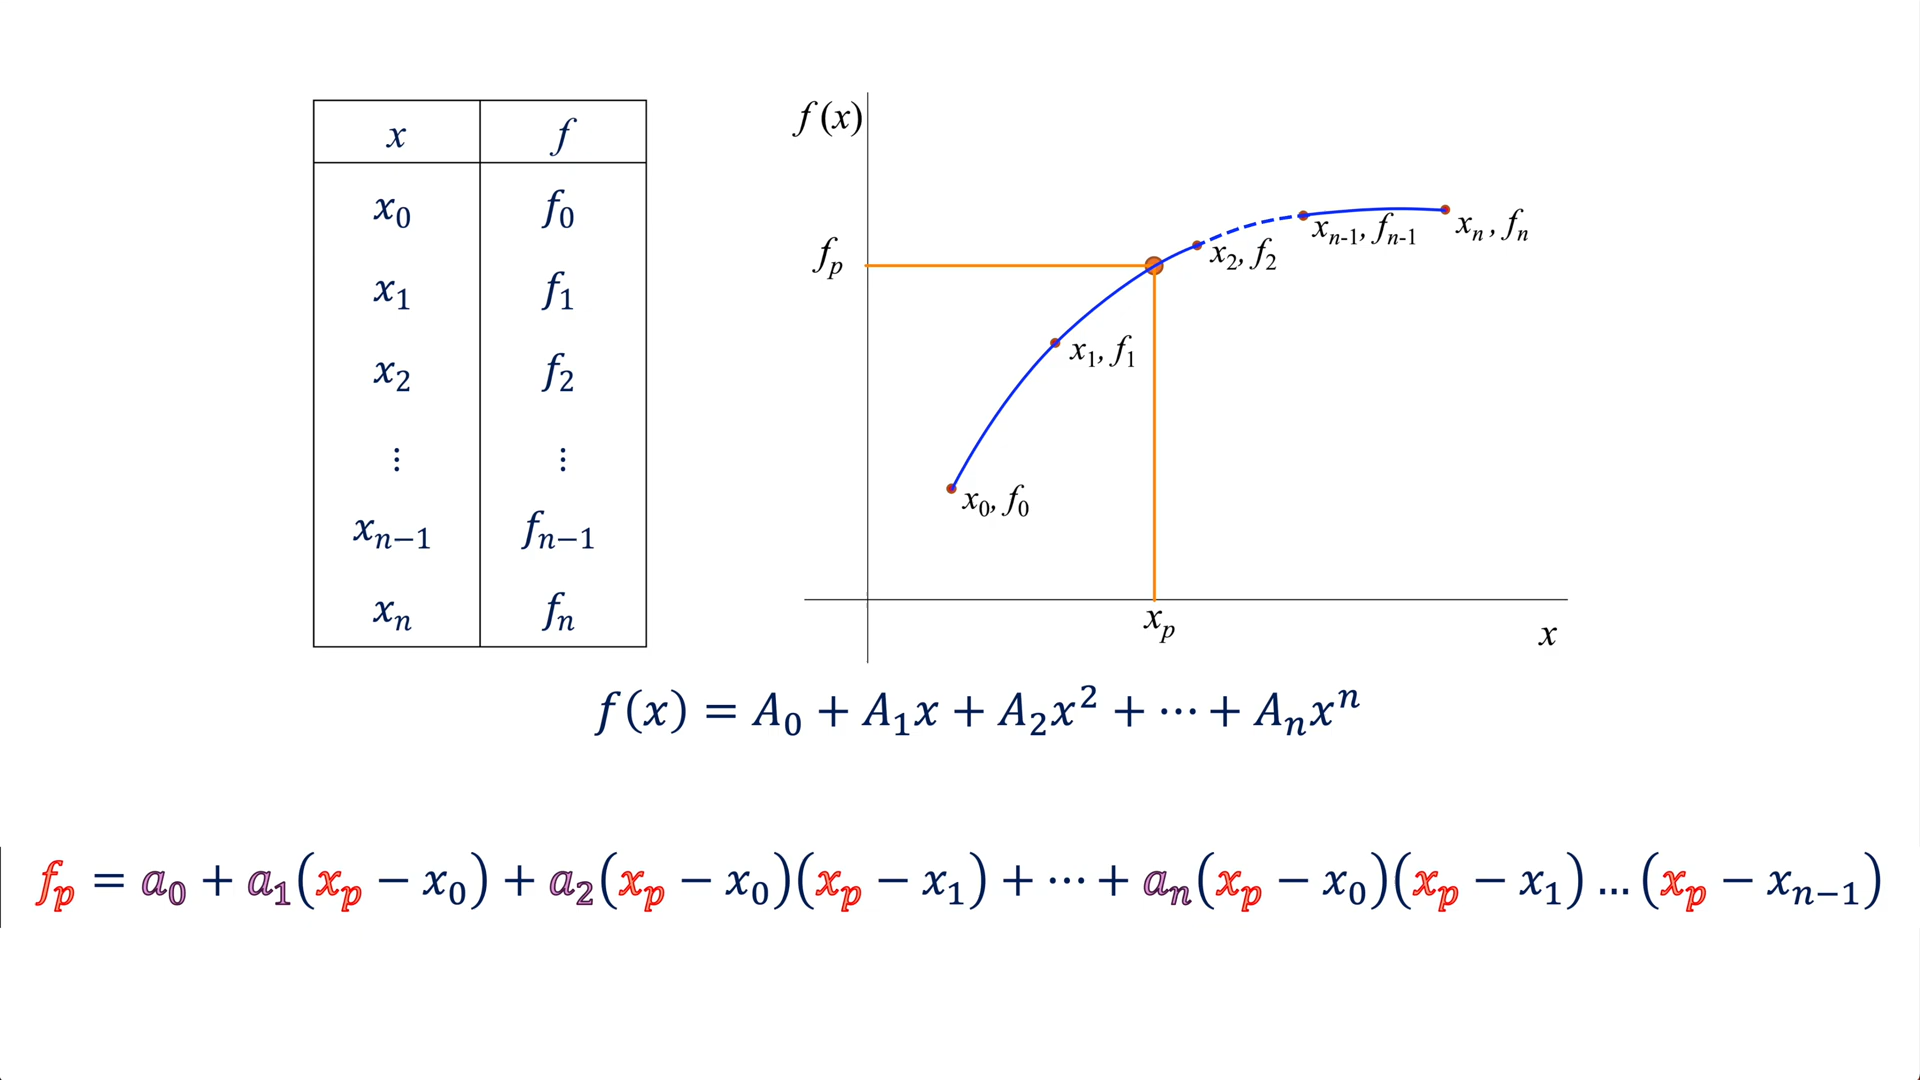 x f
x₀ f₀
x₁ f₁
x₂ f₂
⋮ ⋮
xₙ₋₁ fₙ₋₁
xₙ fₙ
f (x)
xₙ₋₁, fₙ₋₁
xₙ, fₙ
fₚ
x₂, f₂
x₁, f₁
x₀, f₀
xₚ
x
f(x) = A₀ + A₁x + A₂x² + ⋯ + Aₙxⁿ
fₚ = a₀ + a₁(xₚ − x₀) + a₂(xₚ − x₀)(xₚ − x₁) + ⋯ + aₙ(xₚ − x₀)(xₚ − x₁) … (xₚ − xₙ₋₁)